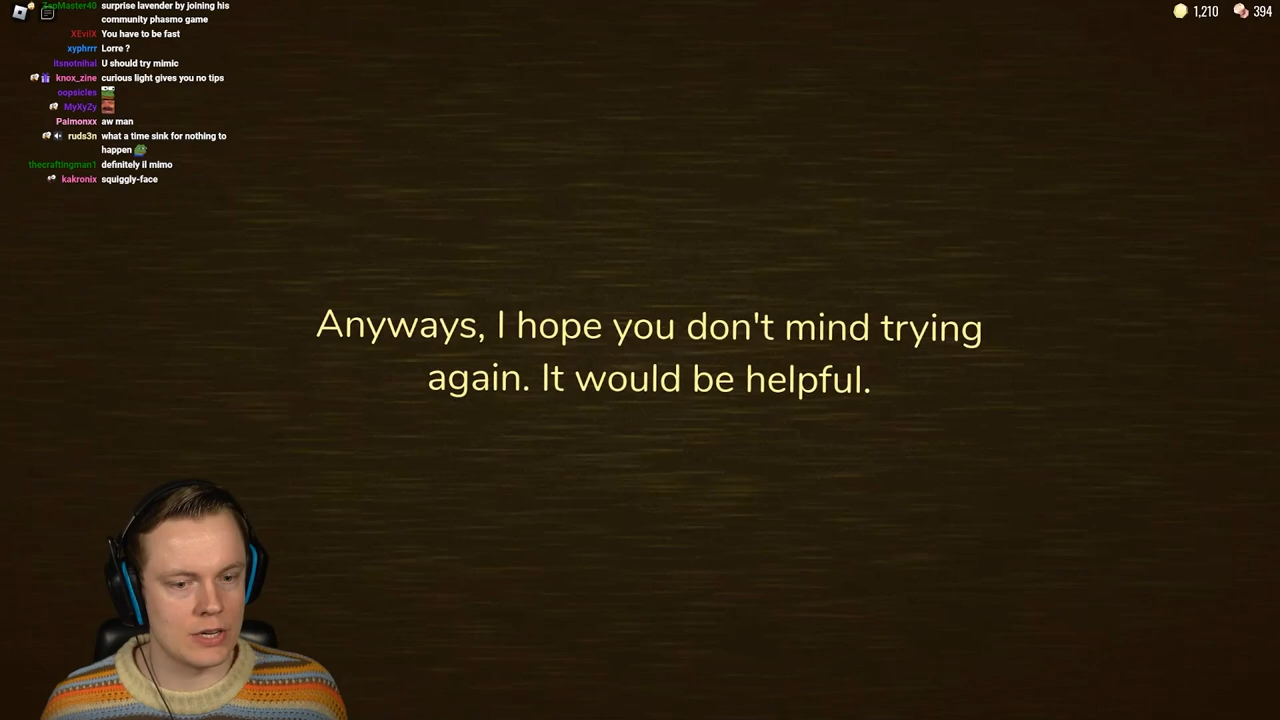 TopMaster40 surprise lavender by joining his
community phasmo game
XEvilX You have to be fast
xyphrrr Lorre ?
itsnotnihal U should try mimic
knox_zine curious light gives you no tips
oopsicles
MyXyZy
Paimonxx aw man
ruds3n what a time sink for nothing to
happen
thecraftingman1 definitely il mimo
kakronix squiggly-face
1,210
394
Anyways, I hope you don't mind trying
again. It would be helpful.